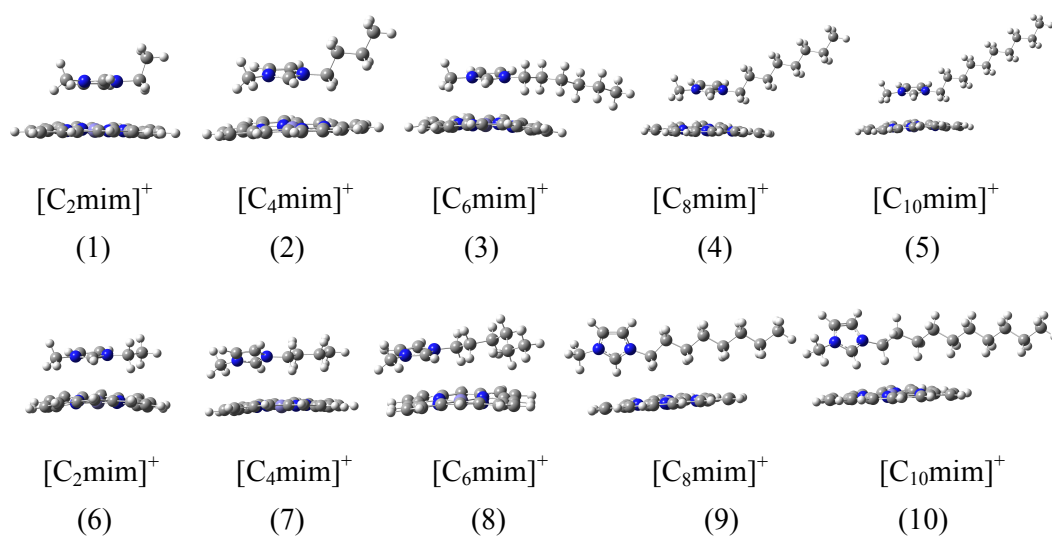 [C₂mim]⁺ [C₄mim]⁺ [C₆mim]⁺ [C₈mim]⁺ [C₁₀mim]⁺
(1) (2) (3) (4) (5)
[C₂mim]⁺ [C₄mim]⁺ [C₆mim]⁺ [C₈mim]⁺ [C₁₀mim]⁺
(6) (7) (8) (9) (10)